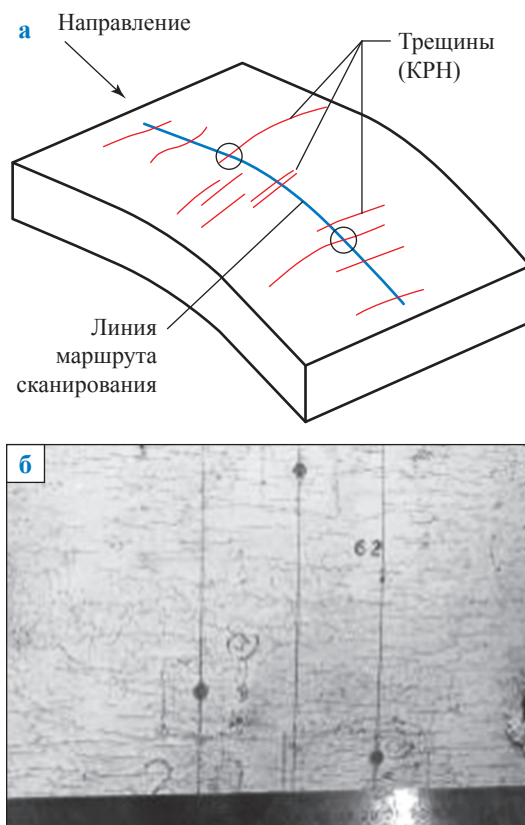 а
Направление
Трещины
(КРН)
Линия
маршрута
сканирования
б
62